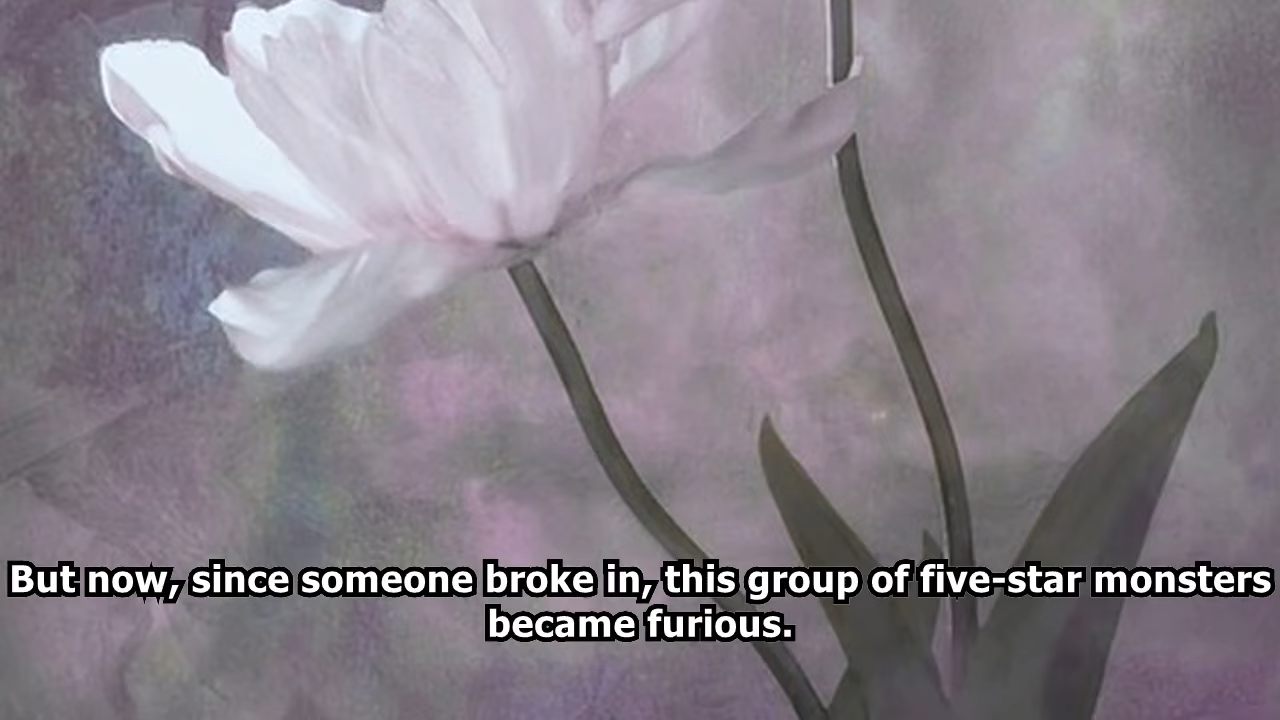 But now, since someone broke in, this group of five-star monsters
became furious.